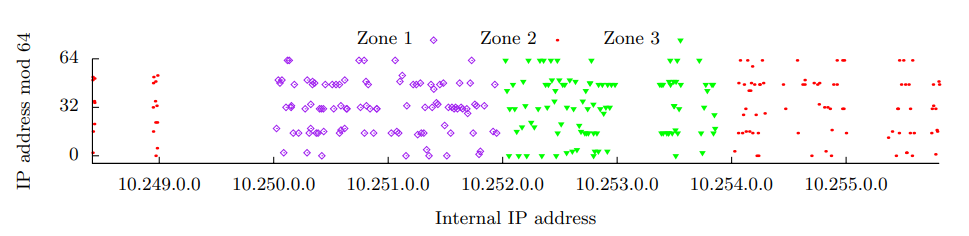 Zone 1 Zone 2 Zone 3
IP address mod 64
64
32
0
10.249.0.0 10.250.0.0 10.251.0.0 10.252.0.0 10.253.0.0 10.254.0.0 10.255.0.0
Internal IP address